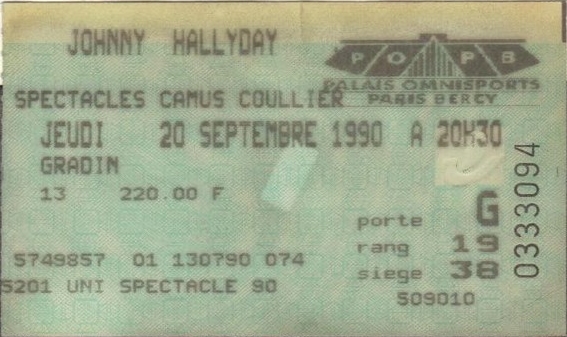 JOHNNY HALLYDAY
POPB
PALAIS OMNISPORTS
PARIS BERCY
SPECTACLES CAMUS COULLIER
JEUDI 20 SEPTEMBRE 1990 A 20H30
GRADIN
13 220.00 F
porte G
rang 19
siege 38
5749857 01 130790 074
5201 UNI SPECTACLE 90
509010
0333094